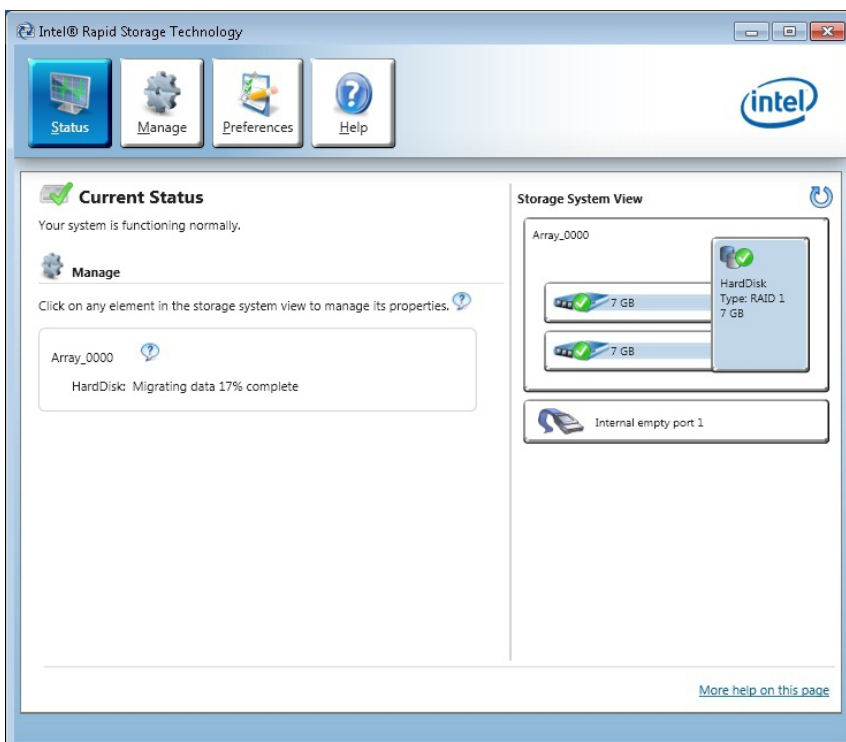 Intel® Rapid Storage Technology
Status
Manage
Preferences
Help
intel
Current Status
Your system is functioning normally.
Manage
Click on any element in the storage system view to manage its properties.
Array_0000
HardDisk: Migrating data 17% complete
Storage System View
Array_0000
HardDisk
Type: RAID 1
7 GB
7 GB
7 GB
Internal empty port 1
More help on this page